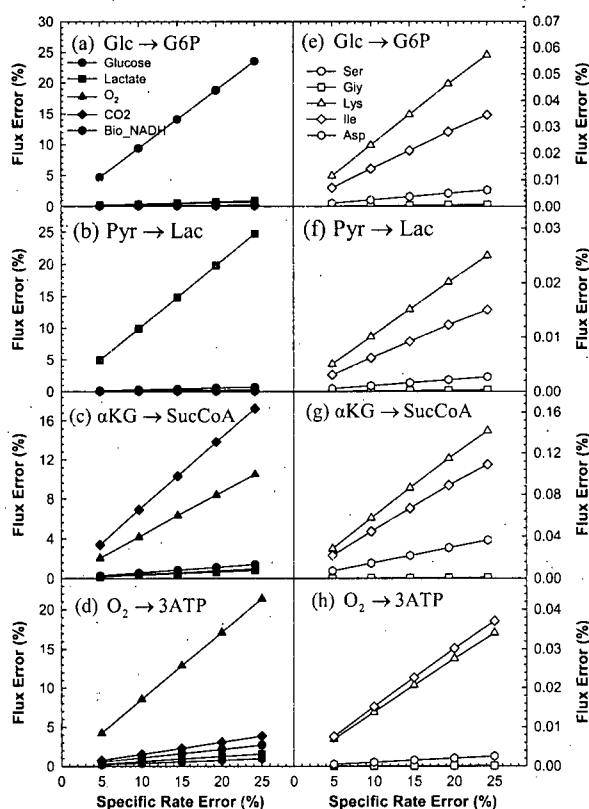 (a) Glc → G6P
Glucose
Lactate
O2
CO2
Bio_NADH
Flux Error (%)
30
25
20
15
10
5
0
(e) Glc → G6P
Ser
Gly
Lys
Ile
Asp
Flux Error (%)
0.07
0.06
0.05
0.04
0.03
0.02
0.01
0.00
(b) Pyr → Lac
Flux Error (%)
25
20
15
10
5
0
(f) Pyr → Lac
Flux Error (%)
0.03
0.02
0.01
0.00
(c) αKG → SucCoA
Flux Error (%)
16
12
8
4
0
(g) αKG → SucCoA
Flux Error (%)
0.16
0.12
0.08
0.04
0.00
(d) O2 → 3ATP
Flux Error (%)
20
15
10
5
0
0 5 10 15 20 25
Specific Rate Error (%)
(h) O2 → 3ATP
Flux Error (%)
0.04
0.03
0.02
0.01
0.00
0 5 10 15 20 25
Specific Rate Error (%)